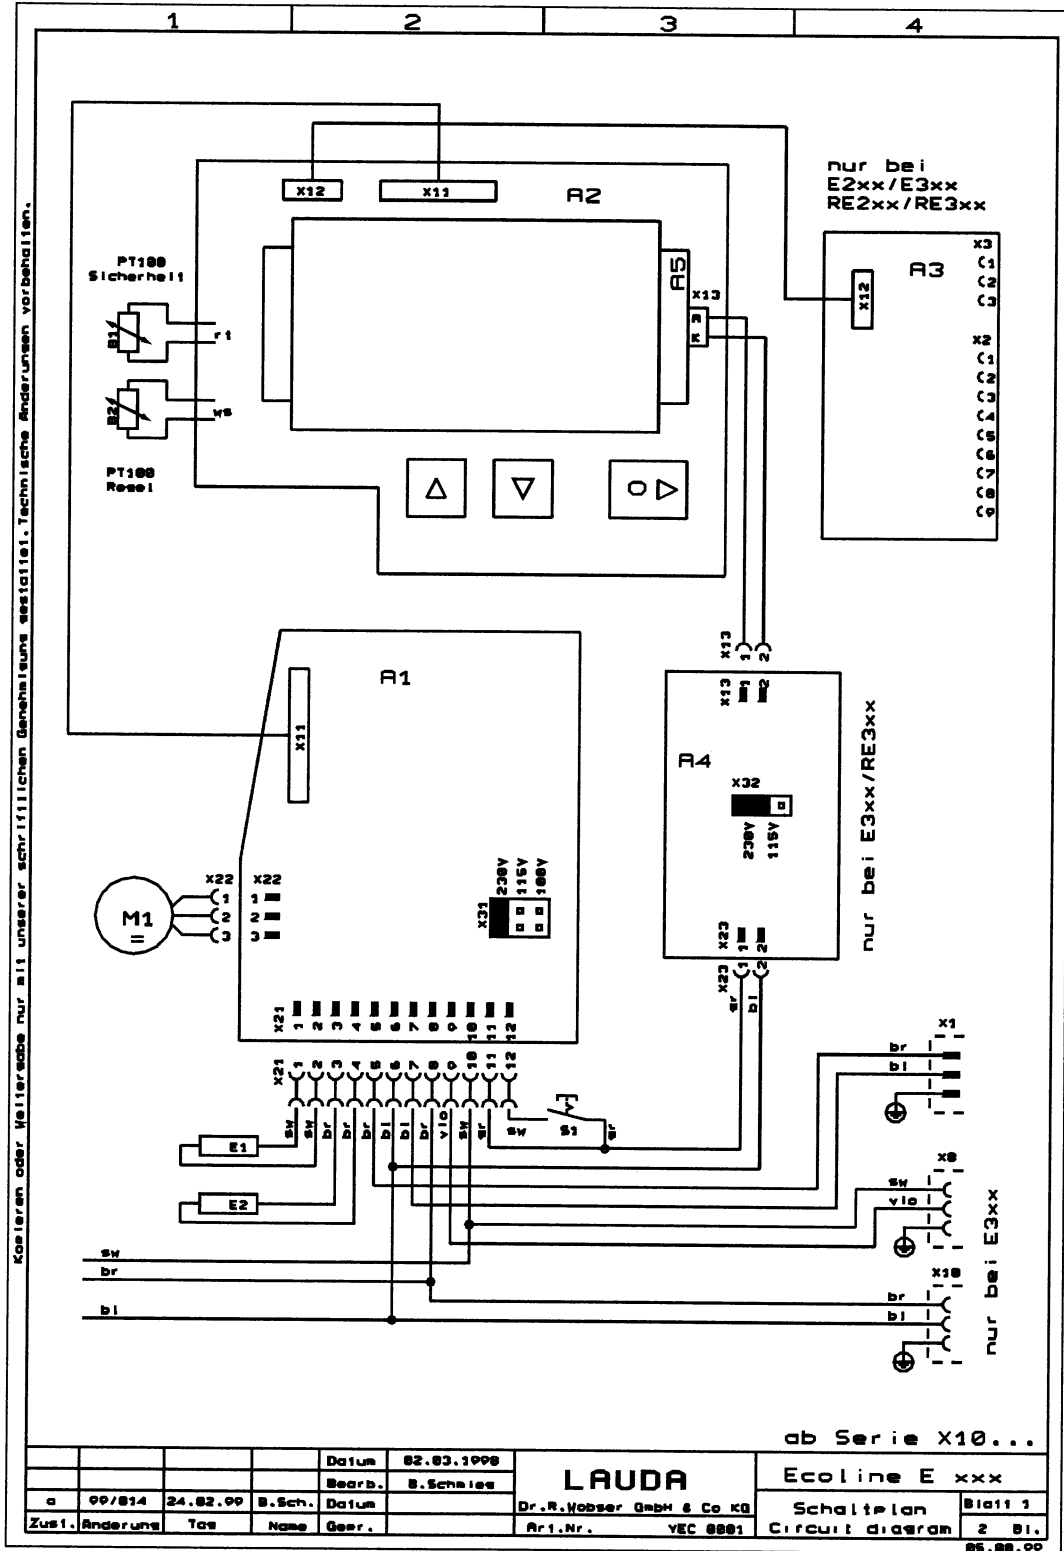 1 2 3 4
nur bei
E2xx/E3xx
RE2xx/RE3xx
X12
X11
A2
A3
X12
X3
1
2
3
X2
1
2
3
4
5
6
7
8
9
PT100
Sicherheit
B1
rt
B2
ws
PT100
Regel
A5
X13
A
K
0
X13
1
2
X13
1
2
A4
X32
230V
115V
X23
1
2
X23
1
2
gr
bl
nur bei E3xx/RE3xx
A1
X11
X22
X22
1
2
3
1
2
3
M1
=
X31
230V
115V
100V
X21
1 2 3 4 5 6 7 8 9 10 11 12
X21
1 2 3 4 5 6 7 8 9 10 11 12
sw sw br br br bl bl br vio sw gr sw
S1
gr
E1
E2
sw
br
bl
X1
br
bl
X8
sw
vio
X10
br
bl
nur bei E3xx
Kopieren oder Weitergabe nur mit unserer schriftlichen Genehmigung gestattet. Technische Änderungen vorbehalten.
ab Serie X10...
Datum 02.03.1998
Bearb. B.Schmieg
a 99/014 24.02.99 B.Sch. Datum
Zust. Änderung Tag Name Gepr.
LAUDA
Dr.R.Wobser GmbH & Co KG
Art.Nr. YEC 0001
Ecoline E xxx
Schaltplan
Circuit diagram
Blatt 1
2 Bl.